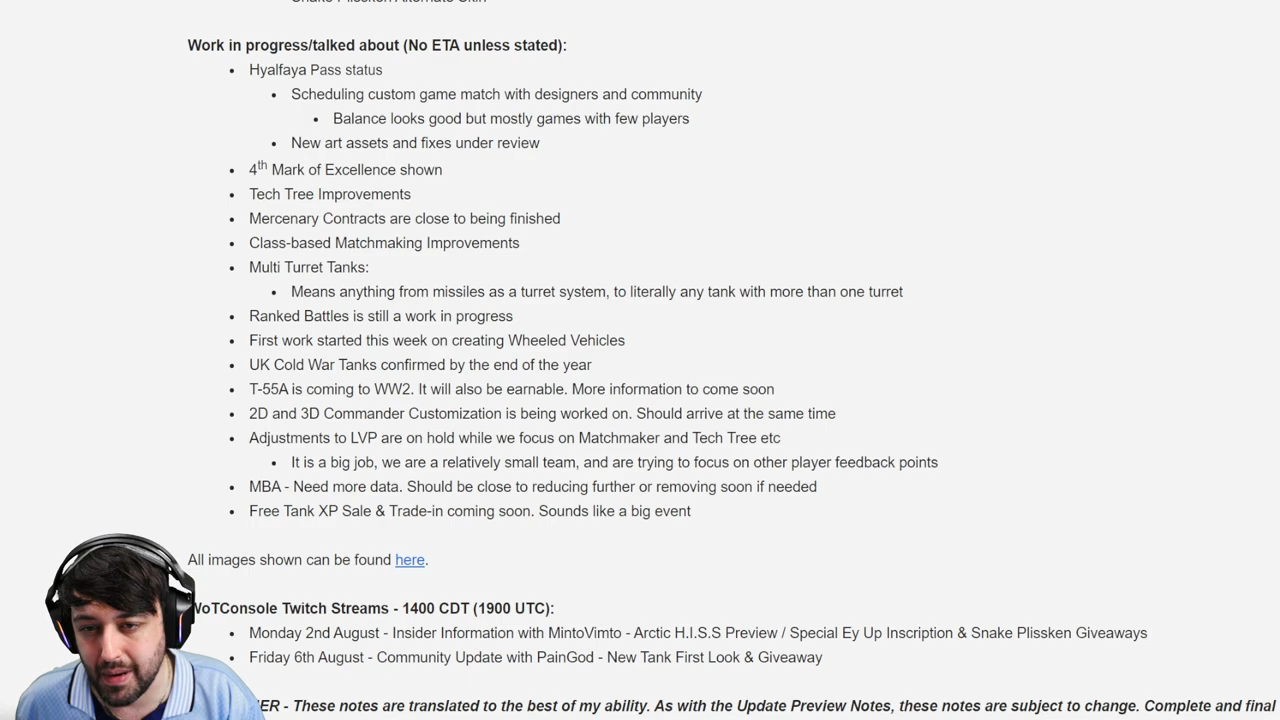 Snake Plissken Alternate Skin
Work in progress/talked about (No ETA unless stated):
Hyalfaya Pass status
Scheduling custom game match with designers and community
Balance looks good but mostly games with few players
New art assets and fixes under review
4th Mark of Excellence shown
Tech Tree Improvements
Mercenary Contracts are close to being finished
Class-based Matchmaking Improvements
Multi Turret Tanks:
Means anything from missiles as a turret system, to literally any tank with more than one turret
Ranked Battles is still a work in progress
First work started this week on creating Wheeled Vehicles
UK Cold War Tanks confirmed by the end of the year
T-55A is coming to WW2. It will also be earnable. More information to come soon
2D and 3D Commander Customization is being worked on. Should arrive at the same time
Adjustments to LVP are on hold while we focus on Matchmaker and Tech Tree etc
It is a big job, we are a relatively small team, and are trying to focus on other player feedback points
MBA - Need more data. Should be close to reducing further or removing soon if needed
Free Tank XP Sale & Trade-in coming soon. Sounds like a big event
All images shown can be found here.
WoTConsole Twitch Streams - 1400 CDT (1900 UTC):
Monday 2nd August - Insider Information with MintoVimto - Arctic H.I.S.S Preview / Special Ey Up Inscription & Snake Plissken Giveaways
Friday 6th August - Community Update with PainGod - New Tank First Look & Giveaway
ER - These notes are translated to the best of my ability. As with the Update Preview Notes, these notes are subject to change. Complete and final